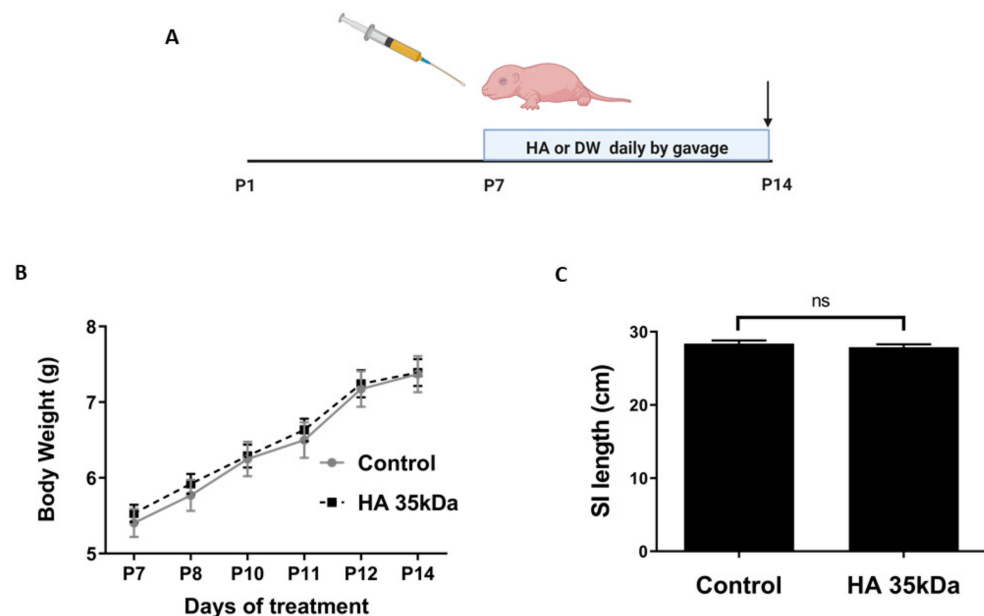 A
HA or DW daily by gavage
P1
P7
P14
B
Body Weight (g)
8
7
6
5
Control
HA 35kDa
P7 P8 P10 P11 P12 P14
Days of treatment
C
ns
SI length (cm)
30
20
10
0
Control HA 35kDa